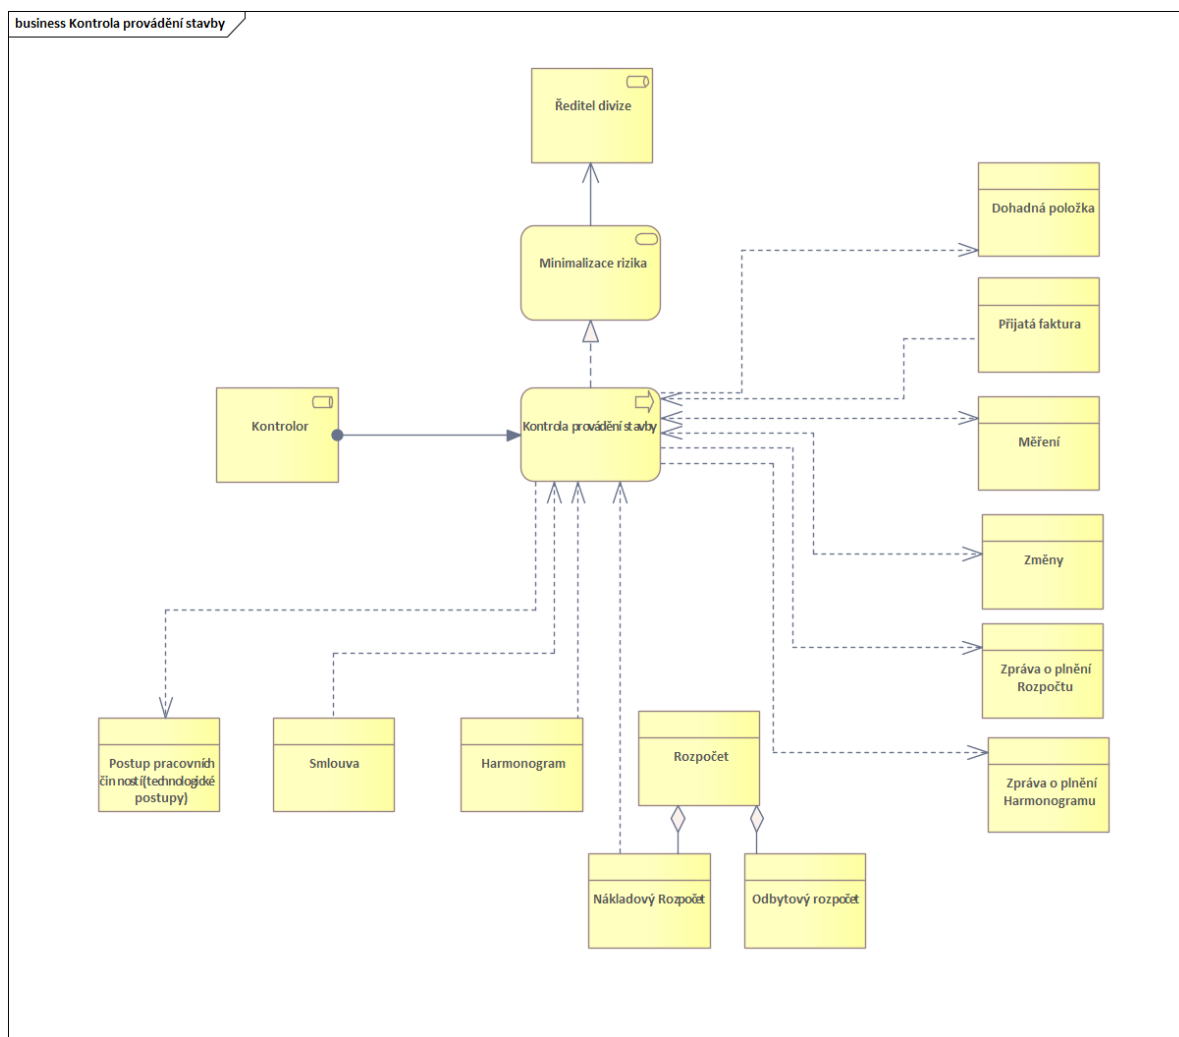 business Kontrola provádění stavby
Ředitel divize
Dohadná položka
Minimalizace rizika
Přijatá faktura
Kontrolor
Kontrola provádění stavby
Měření
Změny
Zpráva o plnění
Rozpočtu
Postup pracovních
činností(technologické
postupy)
Smlouva
Harmonogram
Rozpočet
Zpráva o plnění
Harmonogramu
Nákladový Rozpočet
Odbytový rozpočet